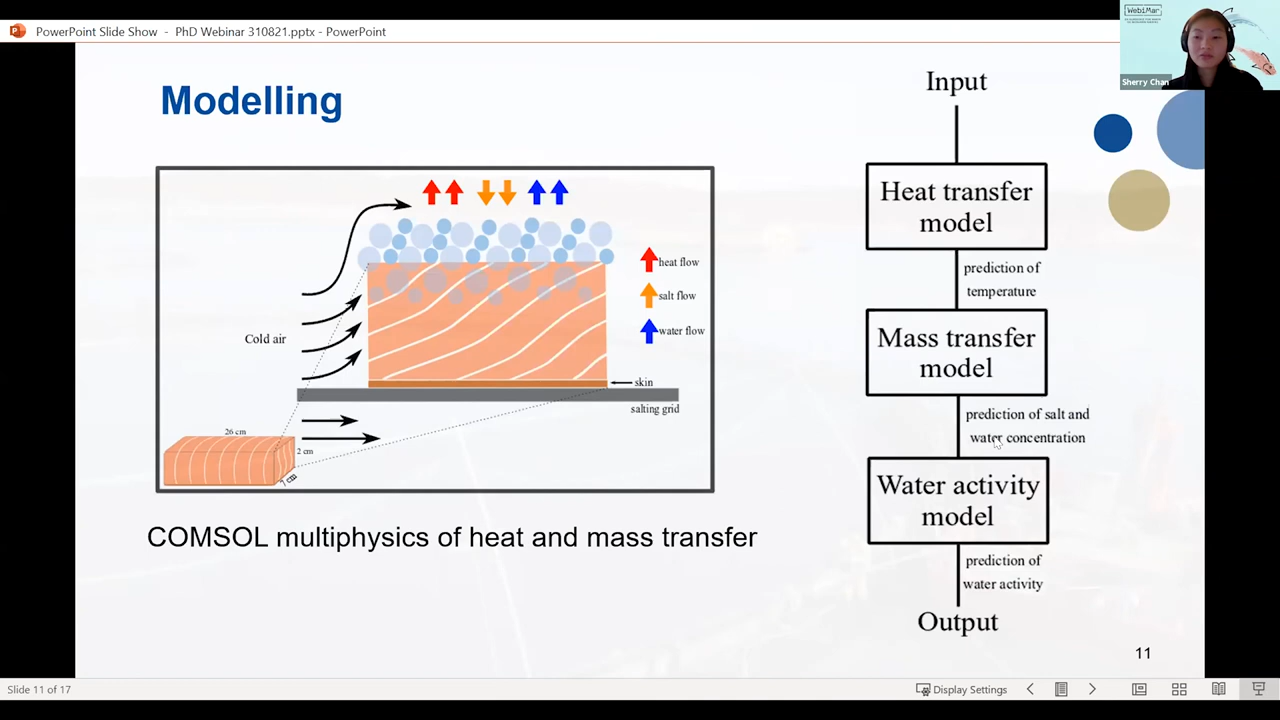 PowerPoint Slide Show - PhD Webinar 310821.pptx - PowerPoint
WebiMar
Sherry Chan
Modelling
heat flow
salt flow
water flow
Cold air
skin
salting grid
26 cm
2 cm
7 cm
COMSOL multiphysics of heat and mass transfer
Input
Heat transfer
model
prediction of
temperature
Mass transfer
model
prediction of salt and
water concentration
Water activity
model
prediction of
water activity
Output
11
Slide 11 of 17
Display Settings